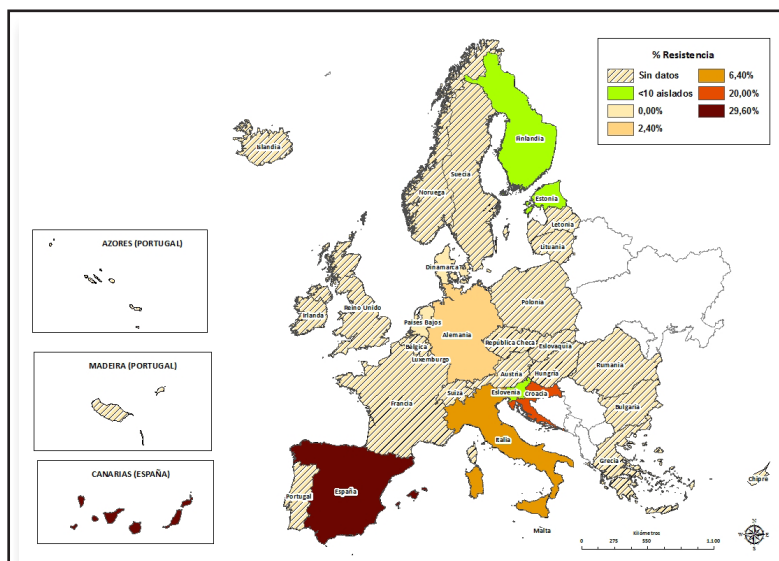 % Resistencia
Sin datos
<10 aislados
0,00%
2,40%
6,40%
20,00%
29,60%
Islandia
Finlandia
Suecia
Noruega
Estonia
Letonia
Lituania
AZORES (PORTUGAL)
Dinamarca
Irlanda
Reino Unido
Paises Bajos
Polonia
Alemania
Bélgica
Luxemburgo
Republica Checa
Eslovaquia
MADEIRA (PORTUGAL)
Francia
Suiza
Austria
Hungría
Rumania
Eslovenia
Croacia
Bulgaria
Italia
CANARIAS (ESPAÑA)
Grecia
Chipre
Portugal
España
Malta
Kilómetros
0 275 550 1.100